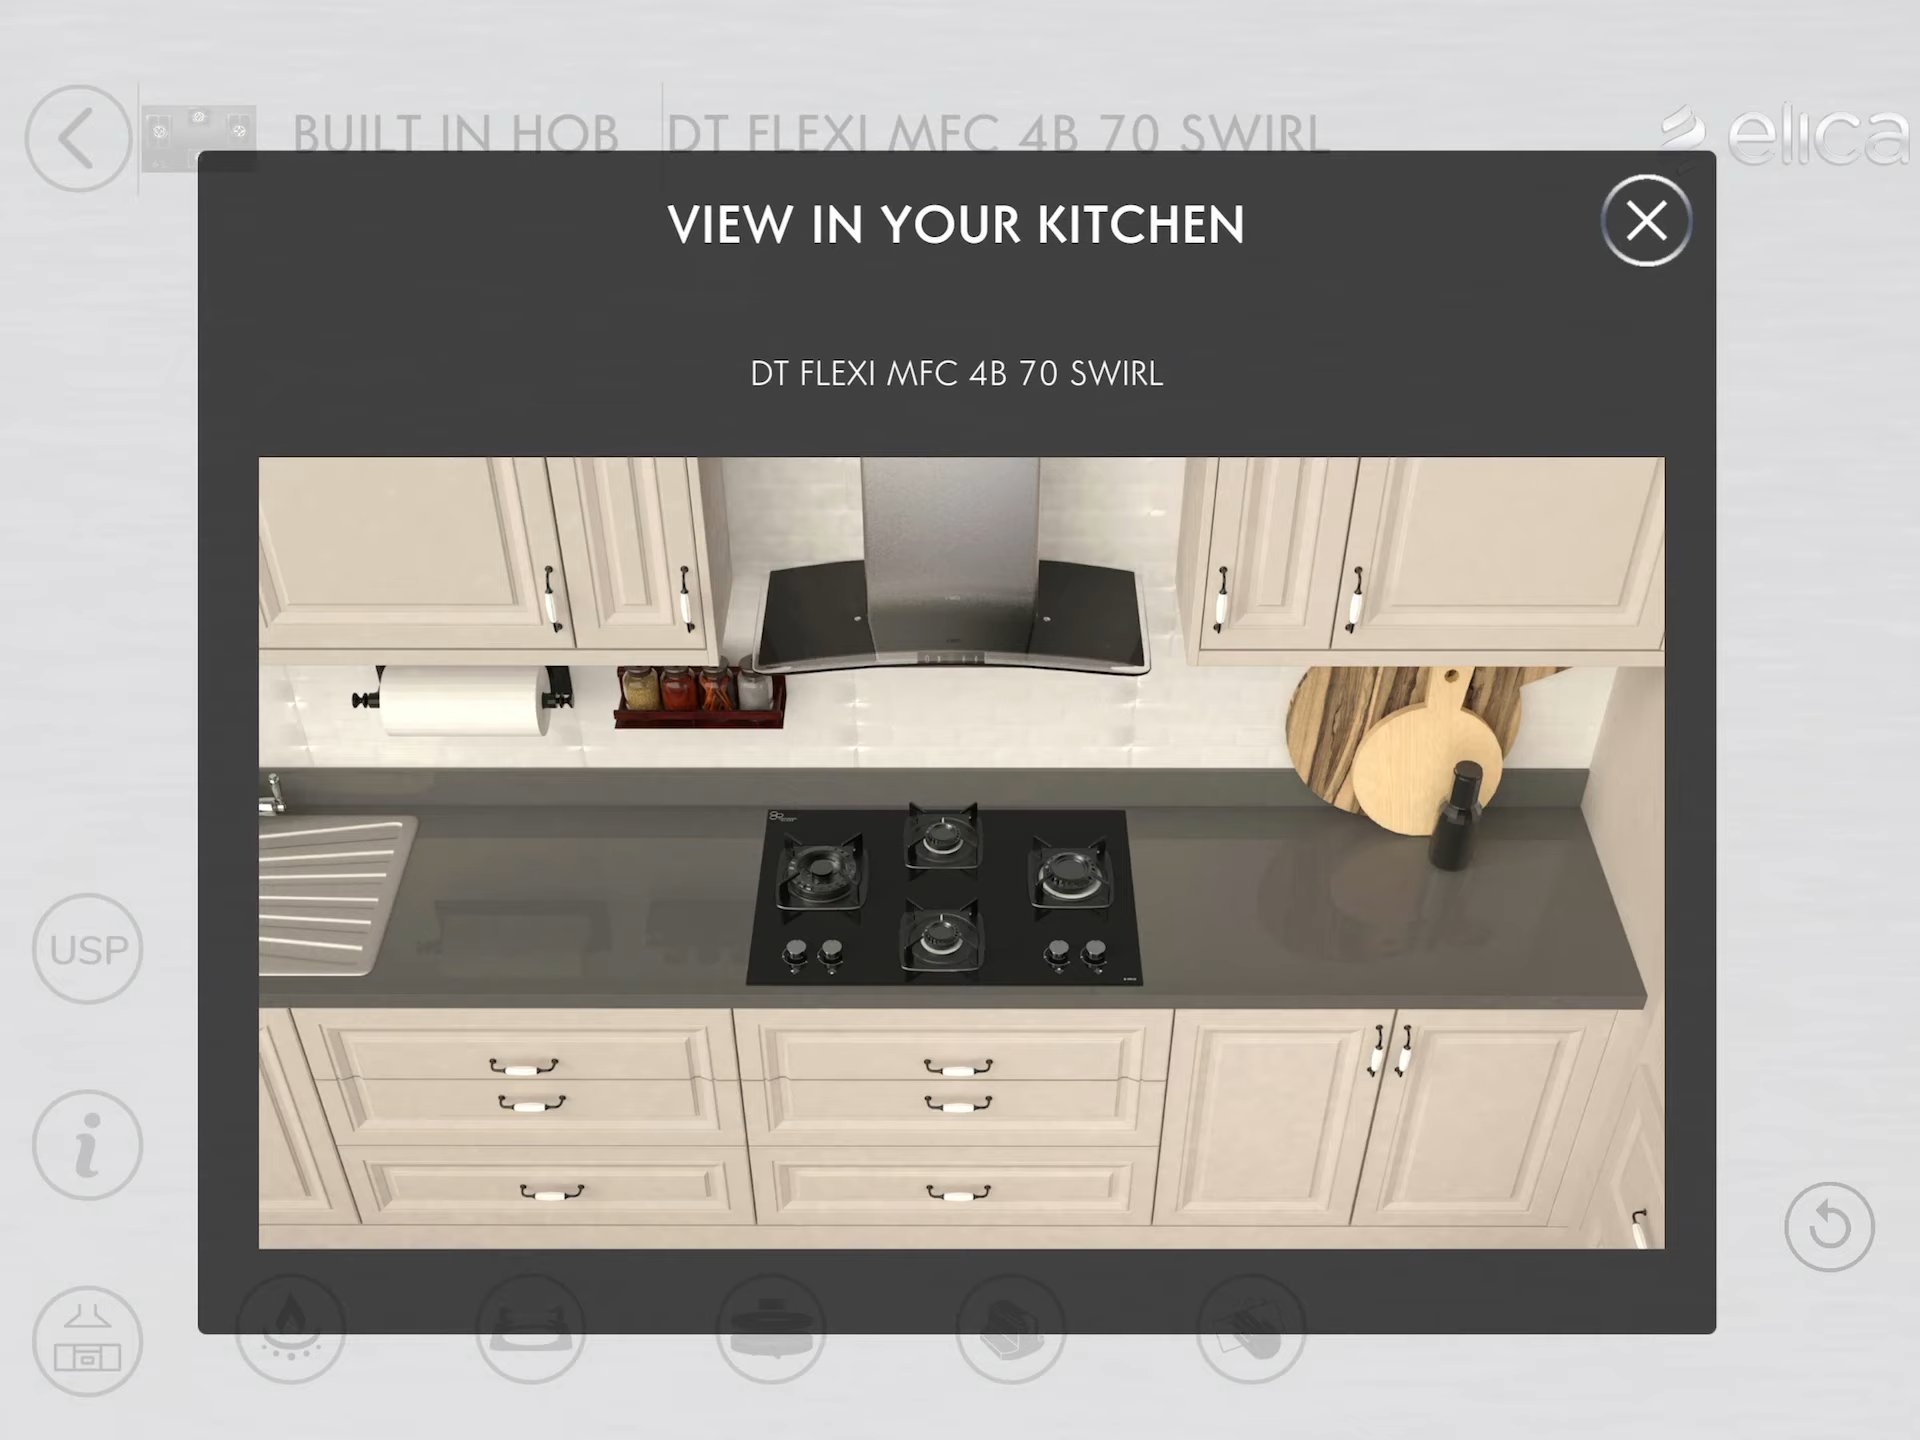 BUILT IN HOB
DT FLEXI MFC 4B 70 SWIRL
elica
VIEW IN YOUR KITCHEN
DT FLEXI MFC 4B 70 SWIRL
USP
i